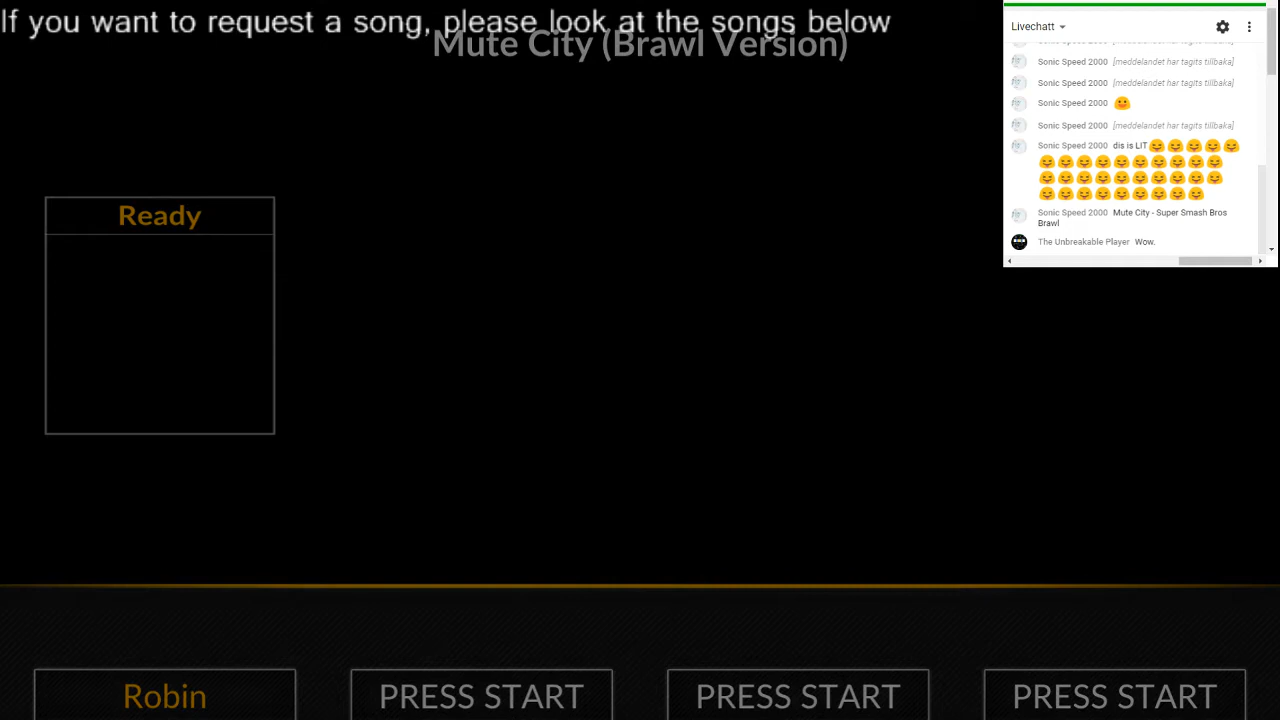 If you want to request a song, please look at the songs below
Mute City (Brawl Version)
Livechatt
Sonic Speed 2000 [meddelandet har tagits tillbaka]
Sonic Speed 2000 [meddelandet har tagits tillbaka]
Sonic Speed 2000
Sonic Speed 2000 [meddelandet har tagits tillbaka]
Sonic Speed 2000 dis is LIT
Sonic Speed 2000 Mute City - Super Smash Bros
Brawl
The Unbreakable Player Wow.
Ready
Robin
PRESS START
PRESS START
PRESS START